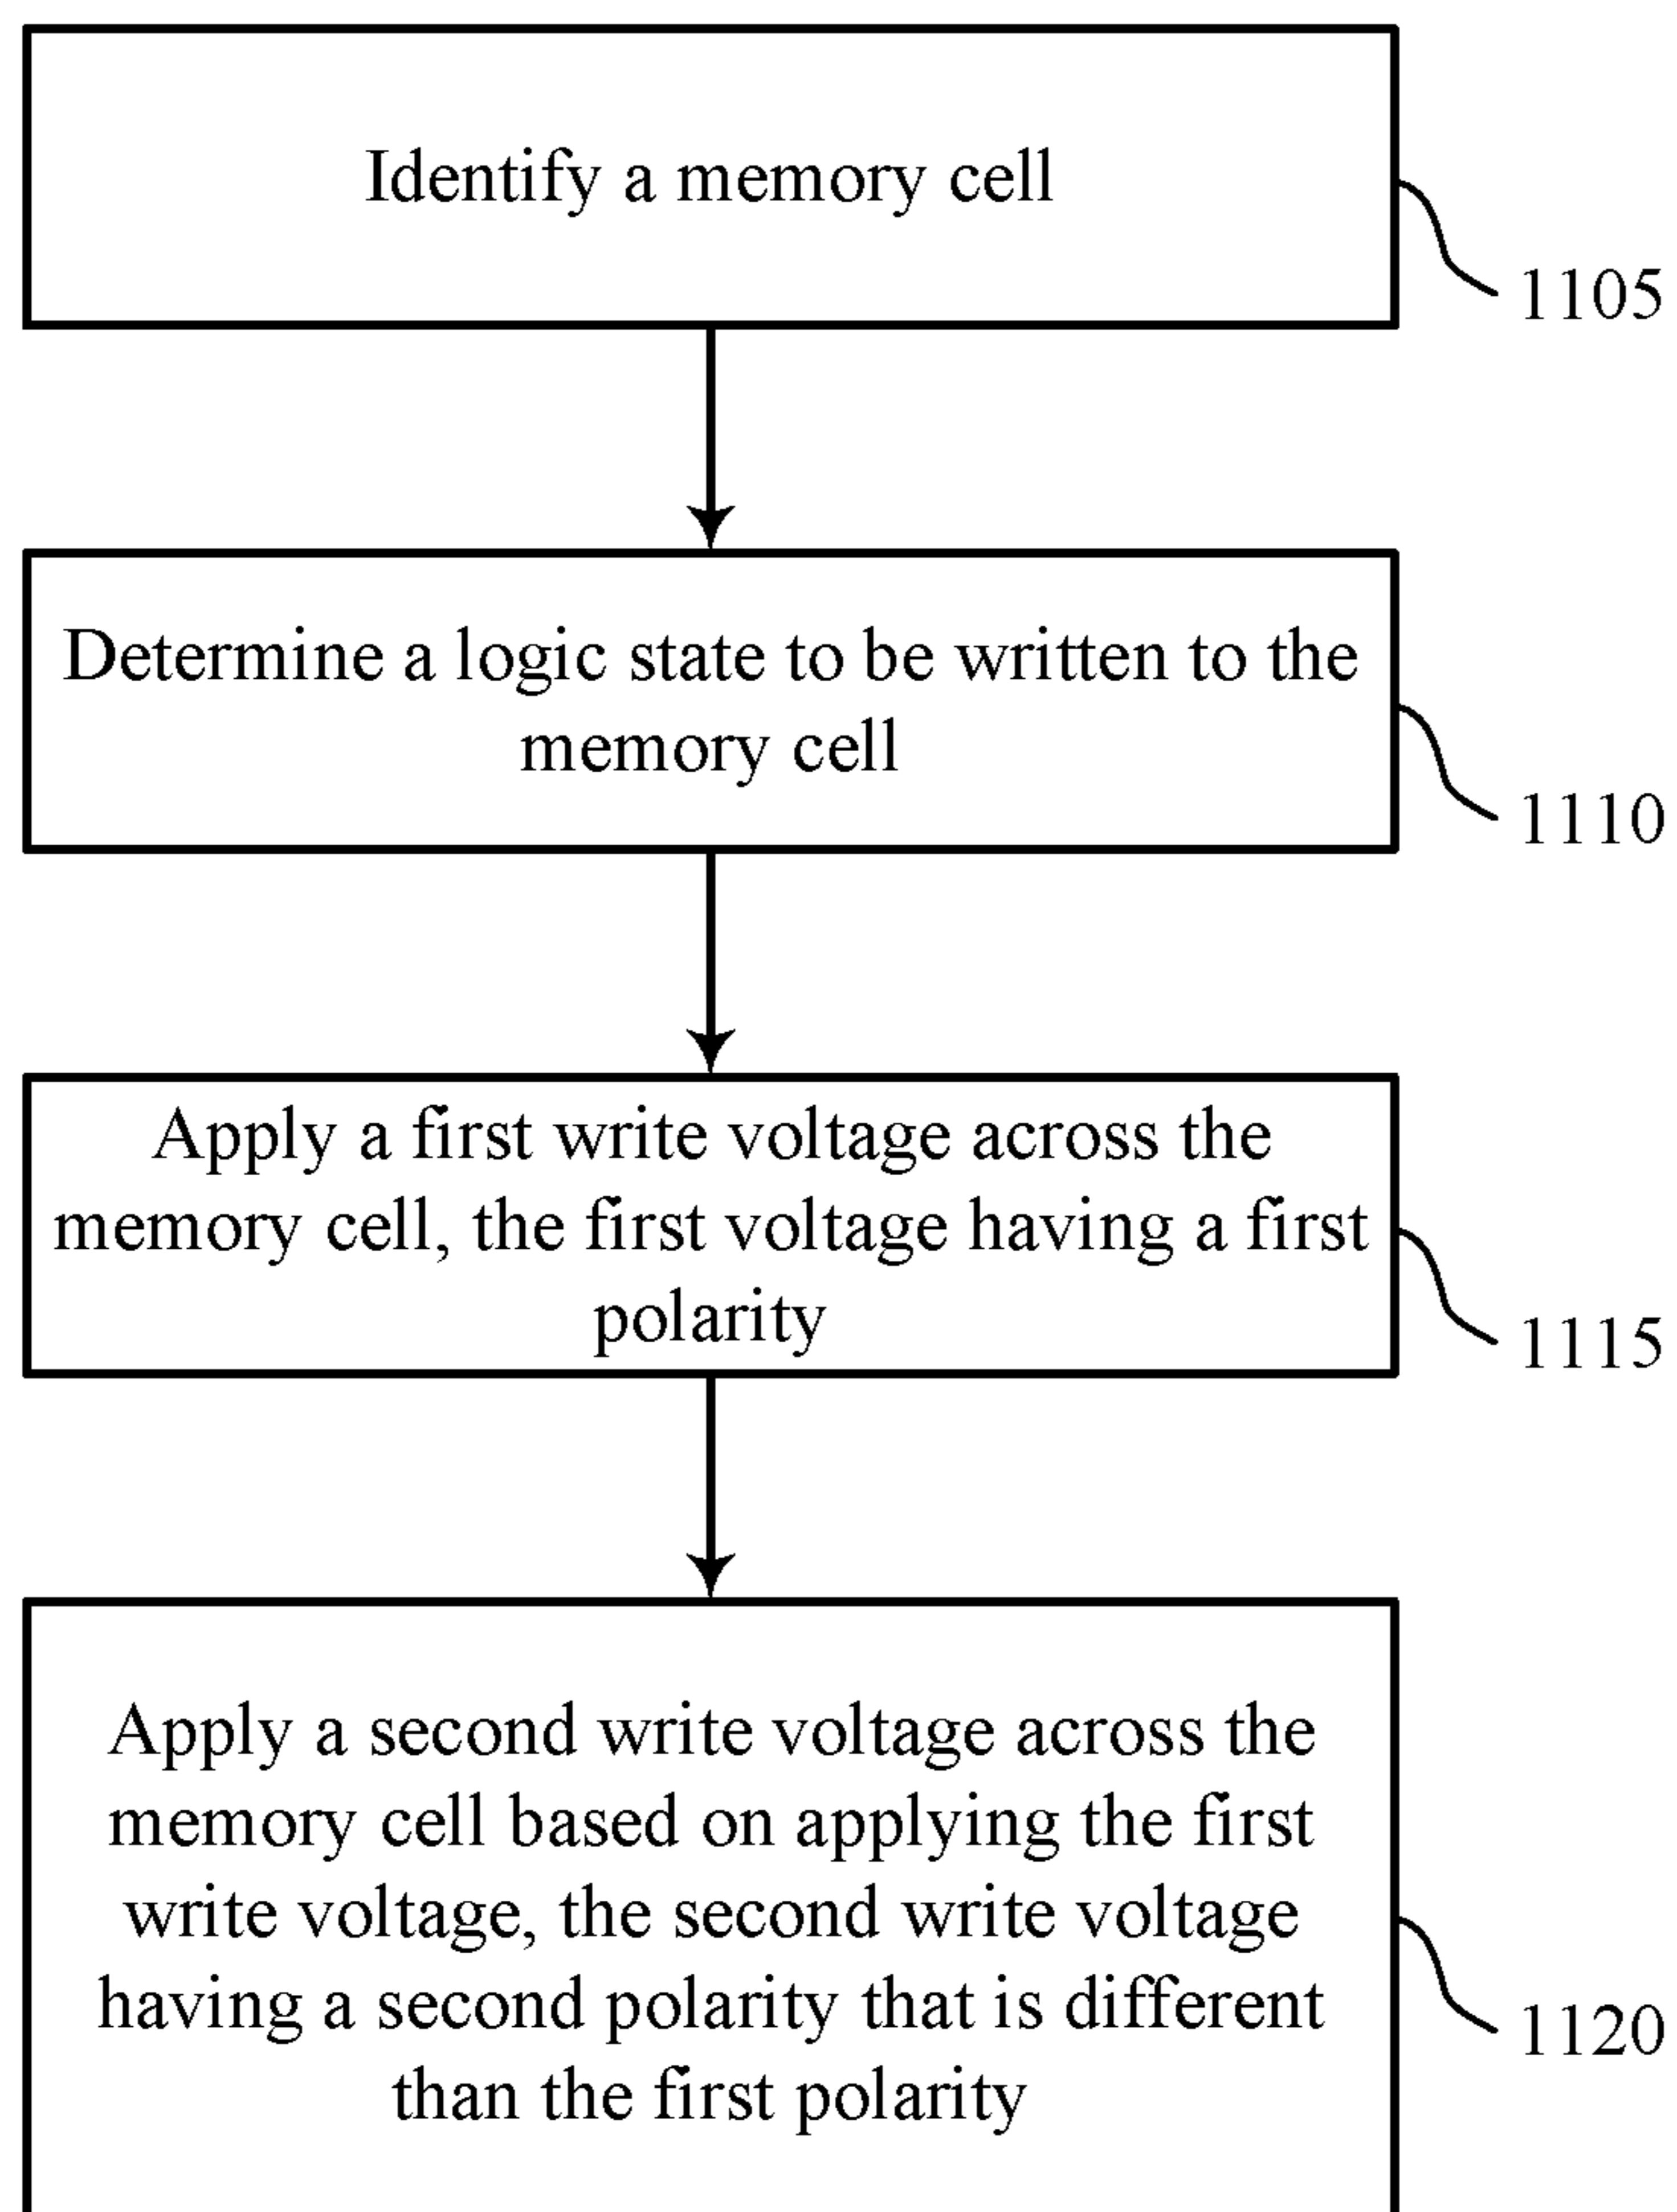 Identify a memory cell
1105
Determine a logic state to be written to the
memory cell
1110
Apply a first write voltage across the
memory cell, the first voltage having a first
polarity
1115
Apply a second write voltage across the
memory cell based on applying the first
write voltage, the second write voltage
having a second polarity that is different
than the first polarity
1120